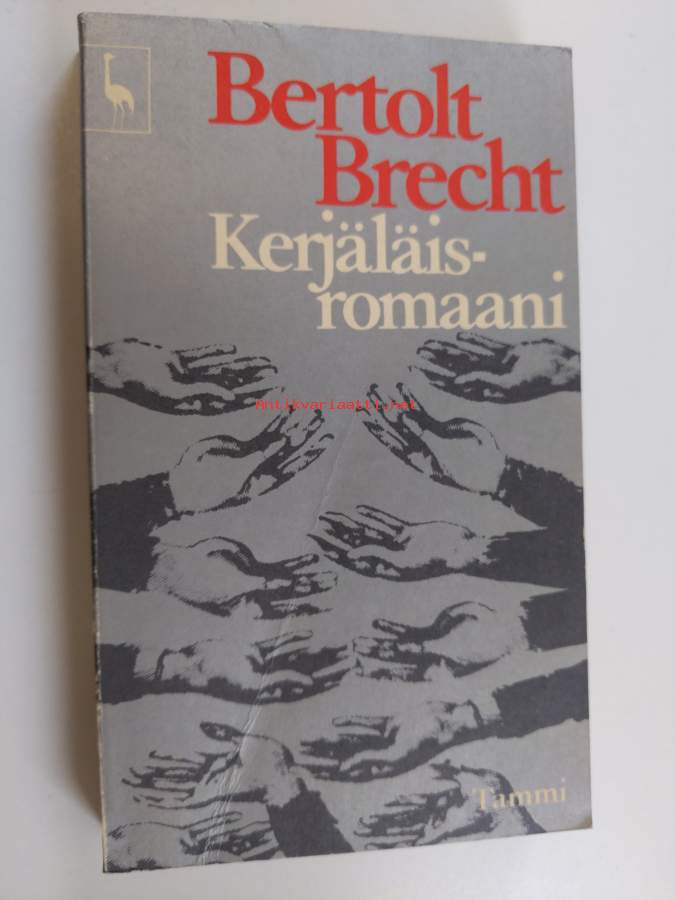 Bertolt
Brecht
Kerjäläis-
romaani
Antikvariaatti.net
Tammi